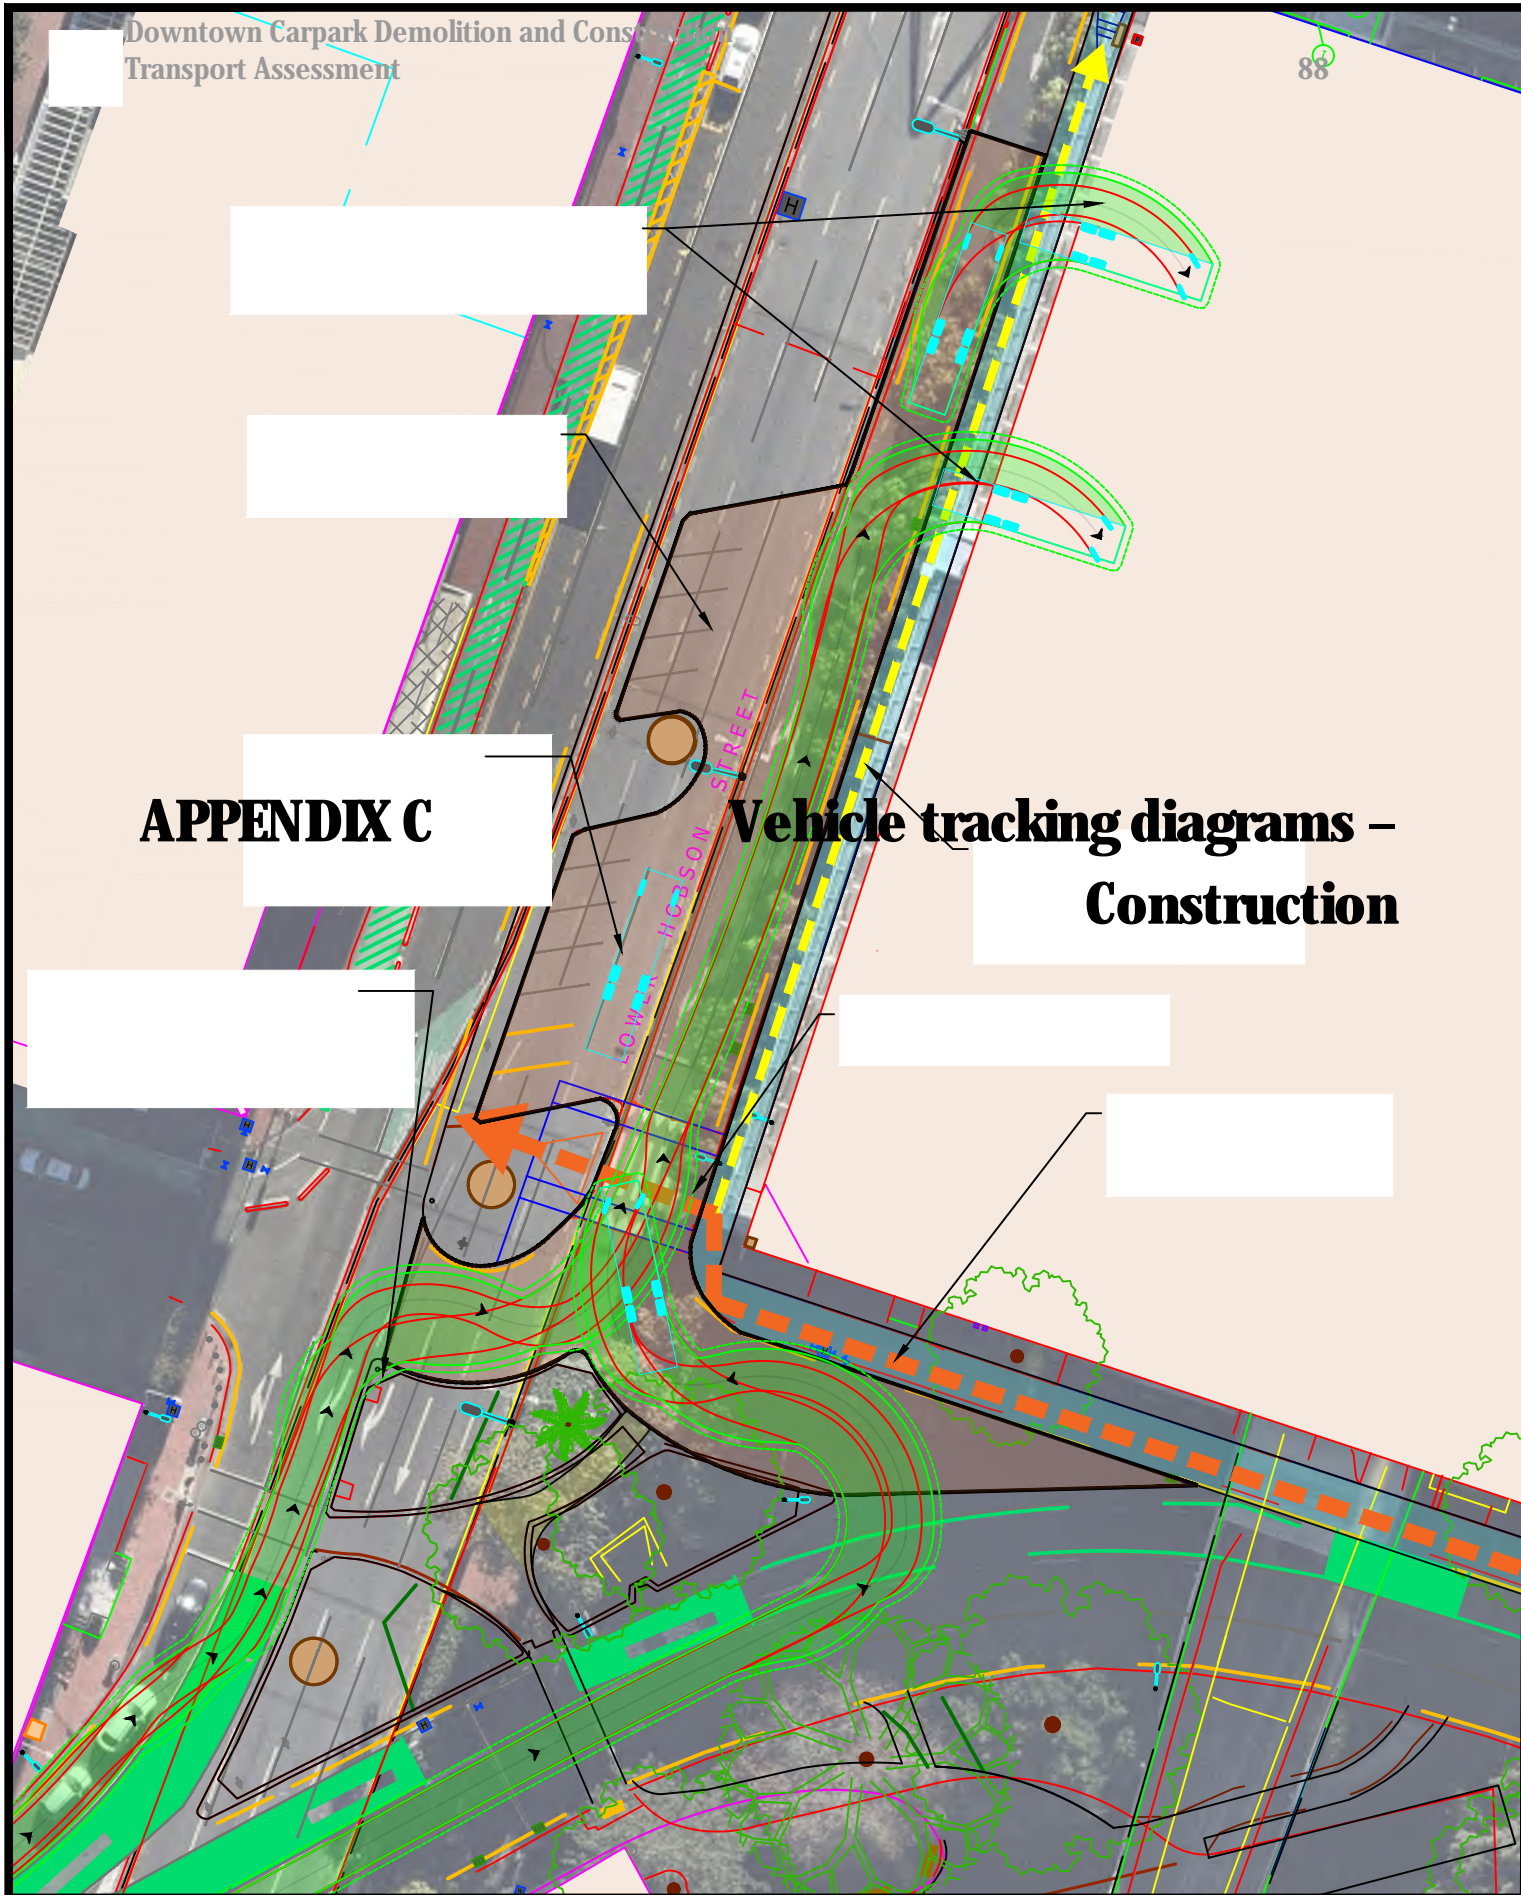 Downtown Carpark Demolition and Cons
Transport Assessment
88
H
LOWER HOBSON STREET
APPENDIX C
Vehicle tracking diagrams –
Construction
H
H
H
H
H